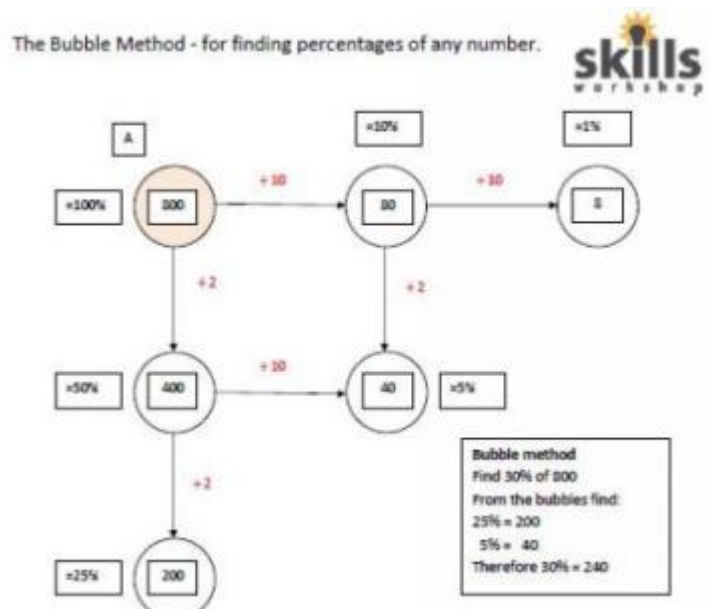 The Bubble Method - for finding percentages of any number.
skills
workshop
A
=10%
=1%
=100%
800
÷10
80
÷10
8
÷2
÷2
=50%
400
÷10
40
=5%
÷2
=25%
200
Bubble method
Find 30% of 800
From the bubbles find:
25% = 200
5% = 40
Therefore 30% = 240